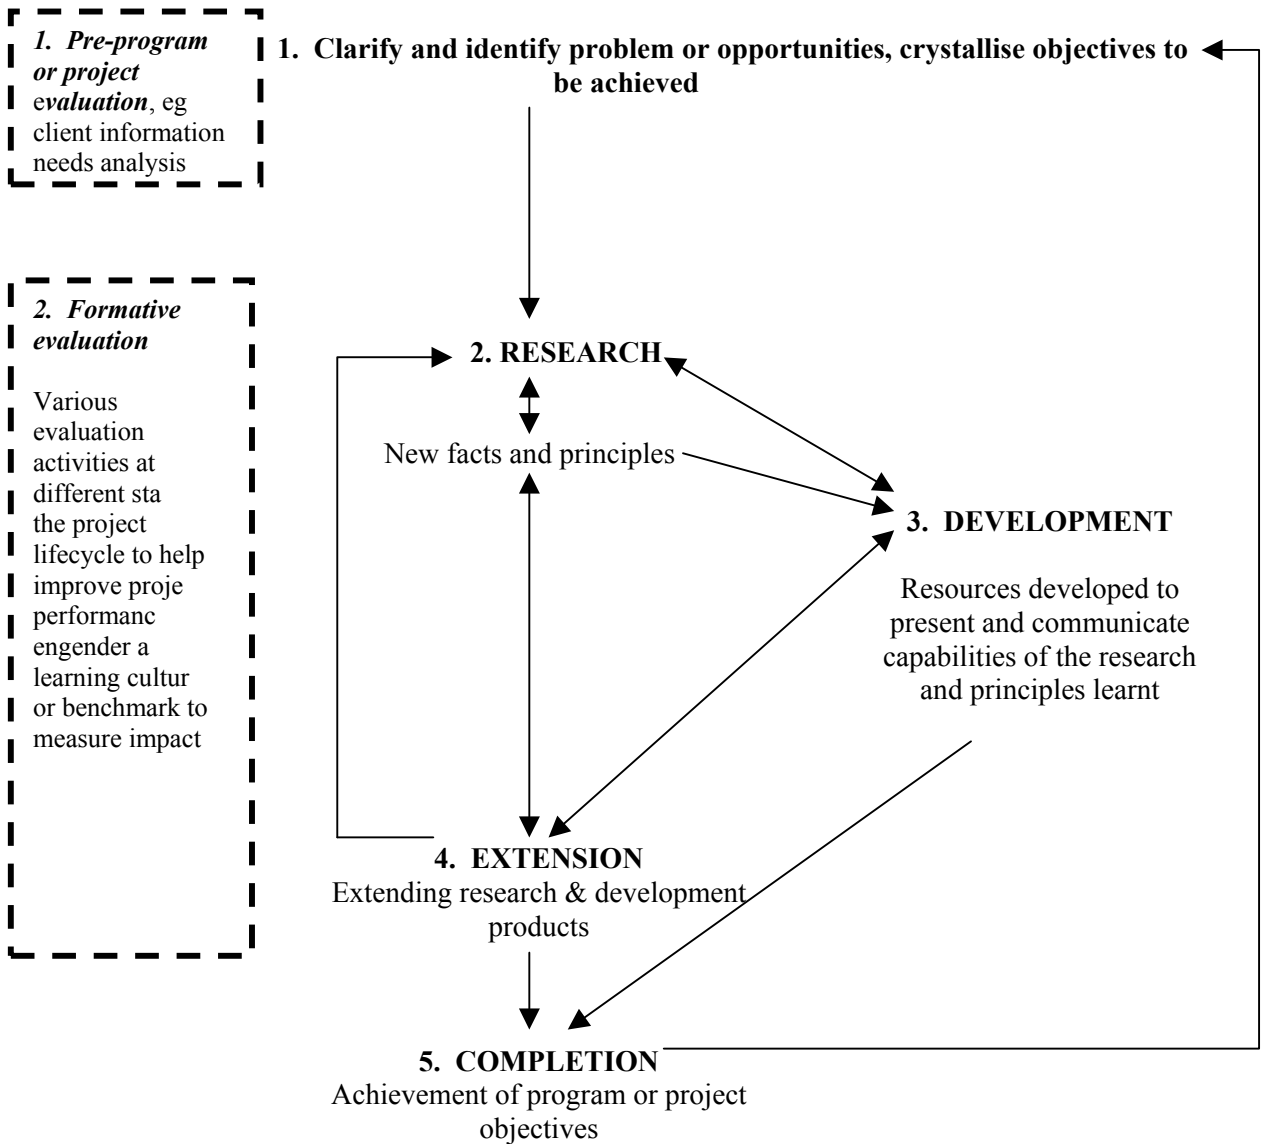 1. Pre-program
or project
evaluation, eg
client information
needs analysis
1. Clarify and identify problem or opportunities, crystallise objectives to
be achieved
2. Formative
evaluation
Various
evaluation
activities at
different sta
the project
lifecycle to help
improve proje
performanc
engender a
learning cultur
or benchmark to
measure impact
2. RESEARCH
New facts and principles
3. DEVELOPMENT
Resources developed to
present and communicate
capabilities of the research
and principles learnt
4. EXTENSION
Extending research & development
products
5. COMPLETION
Achievement of program or project
objectives